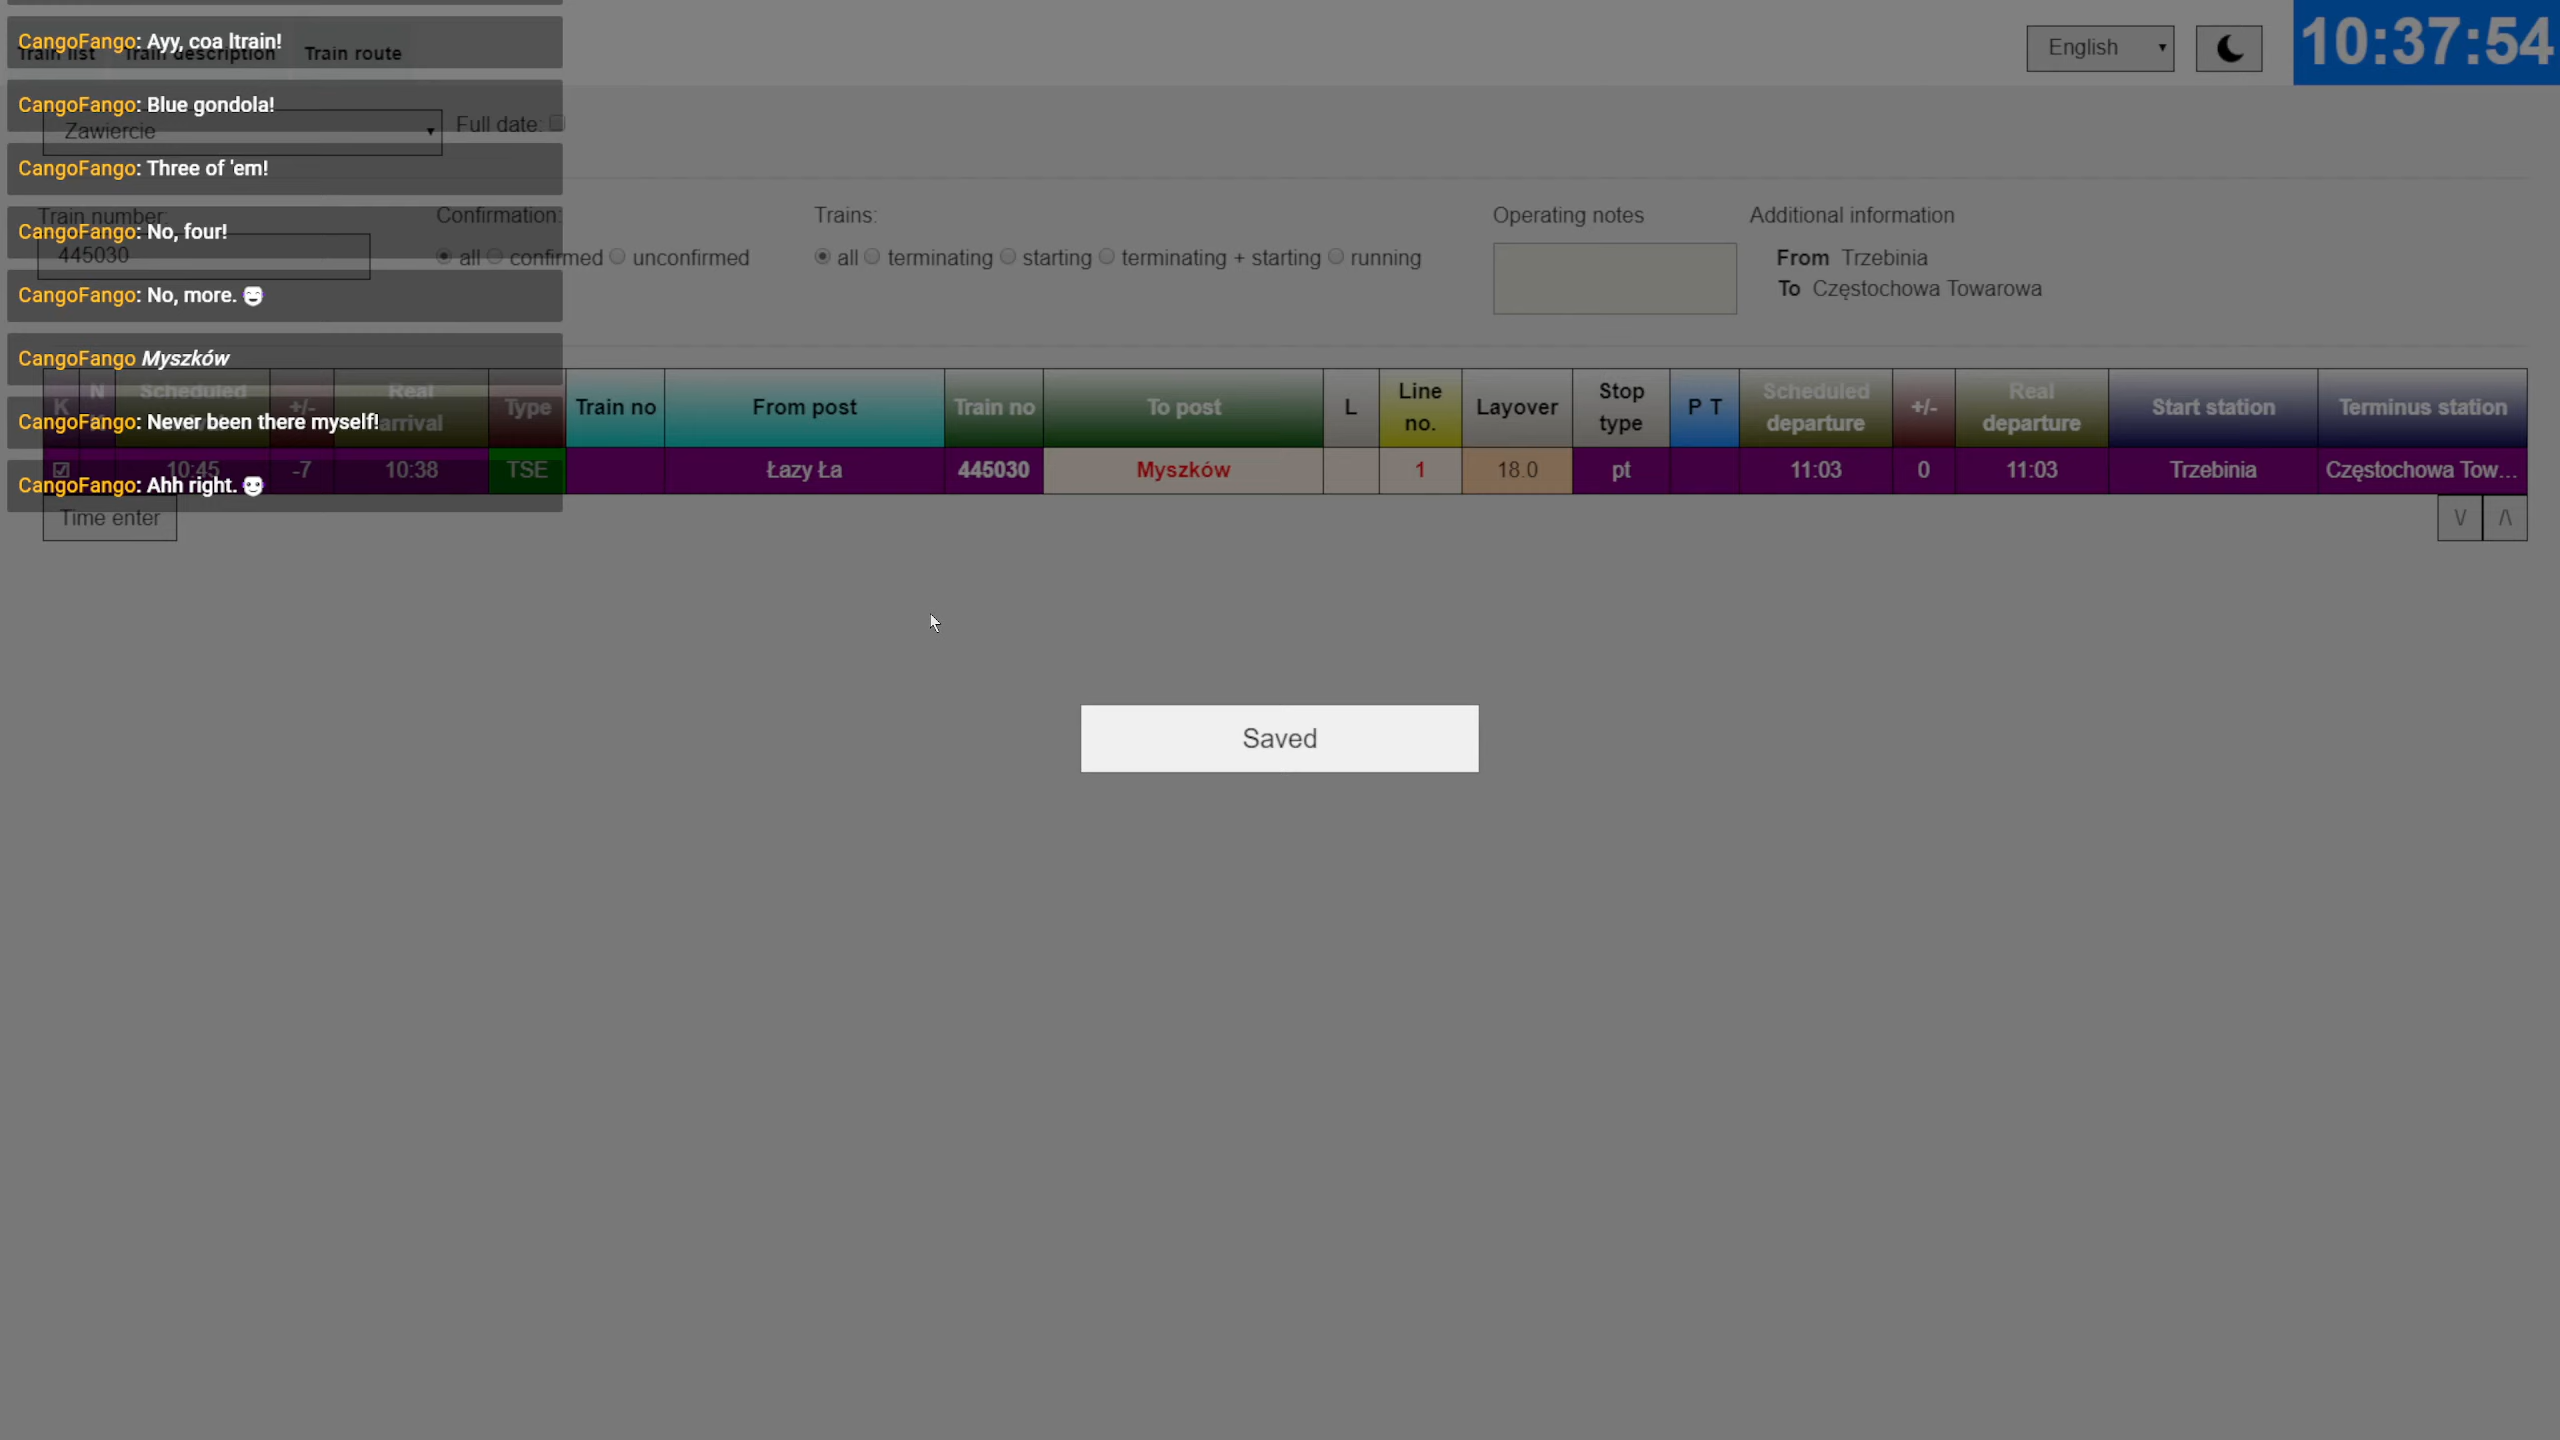 CangoFango: Ayy, coa ltrain!
Train list Train description Train route
English
10:37:54
CangoFango: Blue gondola!
Zawiercie
Full date:
CangoFango: Three of 'em!
Train number:
Confirmation:
Trains:
Operating notes
Additional information
CangoFango: No, four!
445030
all confirmed unconfirmed
all terminating starting terminating + starting running
From Trzebinia
To Częstochowa Towarowa
CangoFango: No, more.
CangoFango Myszków
K N Scheduled +/- Real arrival Type Train no From post Train no To post L Line no. Layover Stop type P T Scheduled departure +/- Real departure Start station Terminus station
CangoFango: Never been there myself!
10:45 -7 10:38 TSE Łazy Ła 445030 Myszków 1 18.0 pt 11:03 0 11:03 Trzebinia Częstochowa Tow...
CangoFango: Ahh right.
Time enter
V Λ
Saved